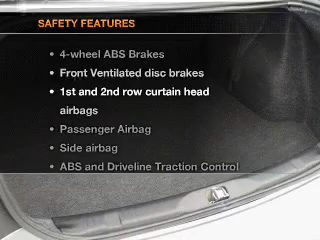 SAFETY FEATURES
• 4-wheel ABS Brakes
• Front Ventilated disc brakes
• 1st and 2nd row curtain head
airbags
• Passenger Airbag
• Side airbag
• ABS and Driveline Traction Control